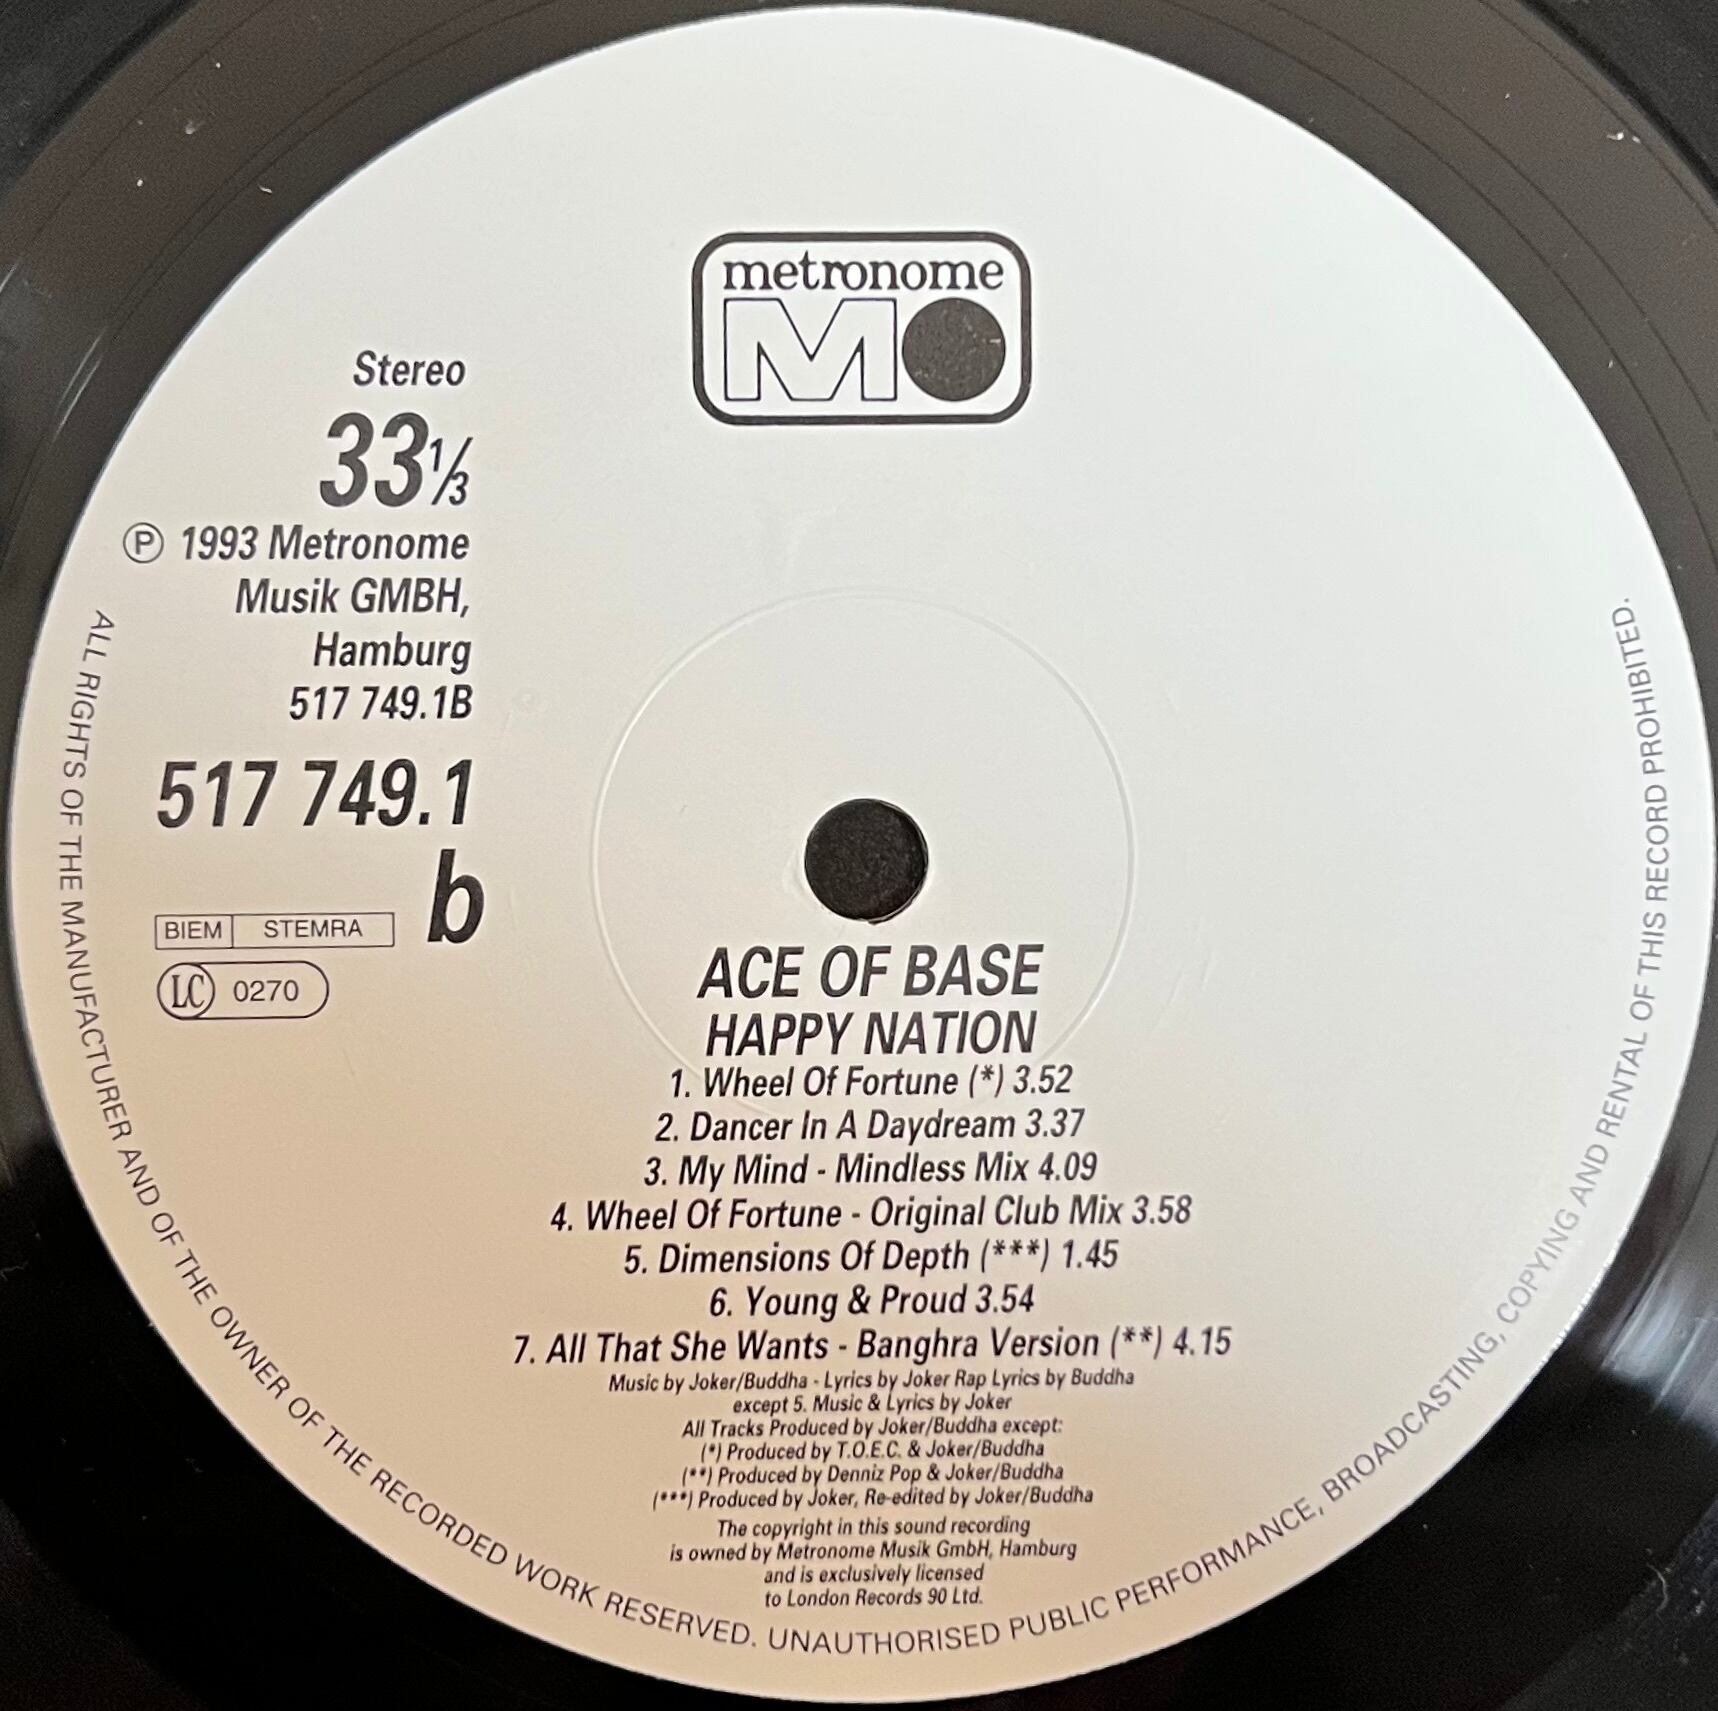 metronome
M
Stereo
33⅓
Ⓟ 1993 Metronome
Musik GMBH,
Hamburg
517 749.1B
517 749.1
b
BIEM STEMRA
LC 0270
ACE OF BASE
HAPPY NATION
1. Wheel Of Fortune (*) 3.52
2. Dancer In A Daydream 3.37
3. My Mind - Mindless Mix 4.09
4. Wheel Of Fortune - Original Club Mix 3.58
5. Dimensions Of Depth (***) 1.45
6. Young & Proud 3.54
7. All That She Wants - Banghra Version (**) 4.15
Music by Joker/Buddha - Lyrics by Joker Rap Lyrics by Buddha
except 5. Music & Lyrics by Joker
All Tracks Produced by Joker/Buddha except:
(*) Produced by T.O.E.C. & Joker/Buddha
(**) Produced by Denniz Pop & Joker/Buddha
(***) Produced by Joker, Re-edited by Joker/Buddha
The copyright in this sound recording
is owned by Metronome Musik GmbH, Hamburg
and is exclusively licensed
to London Records 90 Ltd.
ALL RIGHTS OF THE MANUFACTURER AND OF THE OWNER OF THE RECORDED WORK RESERVED. UNAUTHORISED PUBLIC PERFORMANCE, BROADCASTING, COPYING AND RENTAL OF THIS RECORD PROHIBITED.